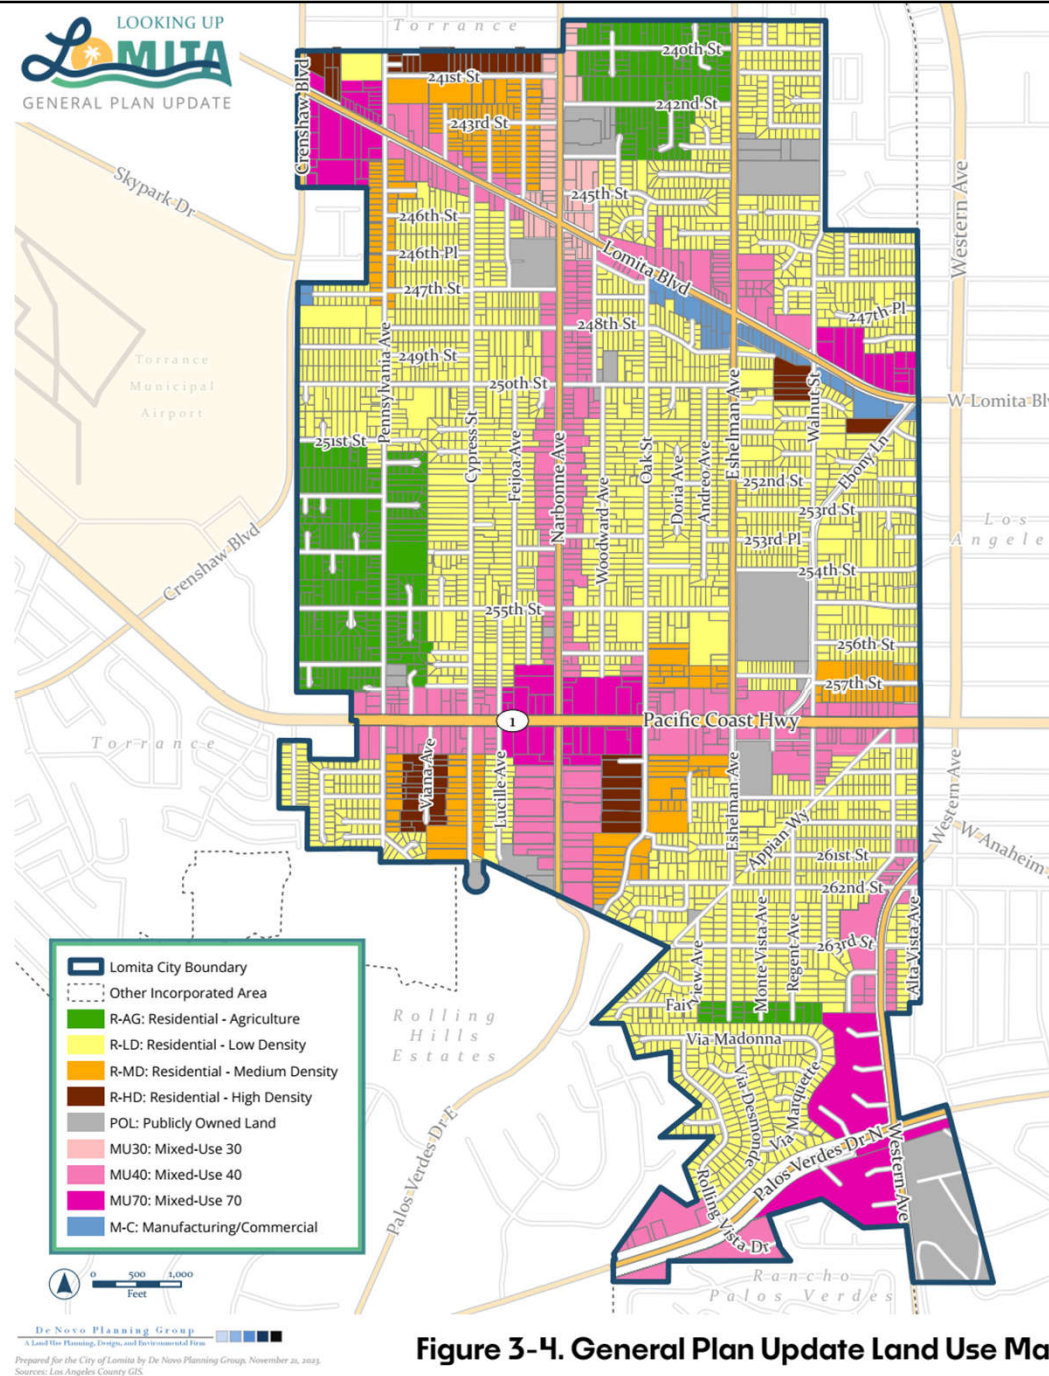 LOOKING UP
LOMITA
GENERAL PLAN UPDATE
Torrance
240th St
241st St
242nd St
243rd St
Crenshaw Blvd
Skypark Dr
245th St
246th St
246th Pl
Lomita Blvd
247th St
247th Pl
248th St
Western Ave
Torrance
Municipal
Airport
Pennsylvania Ave
249th St
250th St
W Lomita Blv
251st St
Cypress St
Feijoa Ave
Narbonne Ave
Woodward Ave
Oak St
Doria Ave
Andreo Ave
Eshelman Ave
Walnut St
Ebony Ln
252nd St
253rd St
253rd Pl
254th St
Los
Angele
Crenshaw Blvd
255th St
256th St
257th St
1
Pacific Coast Hwy
Torrance
Viana Ave
Lucille Ave
Eshelman Ave
Appian Wy
Western Ave
W Anaheim
261st St
262nd St
263rd St
Monte Vista Ave
Regent Ave
Alta Vista Ave
Fair View Ave
Via Madonna
Via Desmonde
Via Marquette
Rolling
Hills
Estates
Palos Verdes Dr E
Palos Verdes Dr N
Western Ave
Rolling Vista Dr
Rancho
Palos Verdes
Lomita City Boundary
Other Incorporated Area
R-AG: Residential - Agriculture
R-LD: Residential - Low Density
R-MD: Residential - Medium Density
R-HD: Residential - High Density
POL: Publicly Owned Land
MU30: Mixed-Use 30
MU40: Mixed-Use 40
MU70: Mixed-Use 70
M-C: Manufacturing/Commercial
0 500 1,000
Feet
De Novo Planning Group
A Land Use Planning, Design, and Environmental Firm
Prepared for the City of Lomita by De Novo Planning Group, November 21, 2023.
Sources: Los Angeles County GIS.
Figure 3-4. General Plan Update Land Use Ma